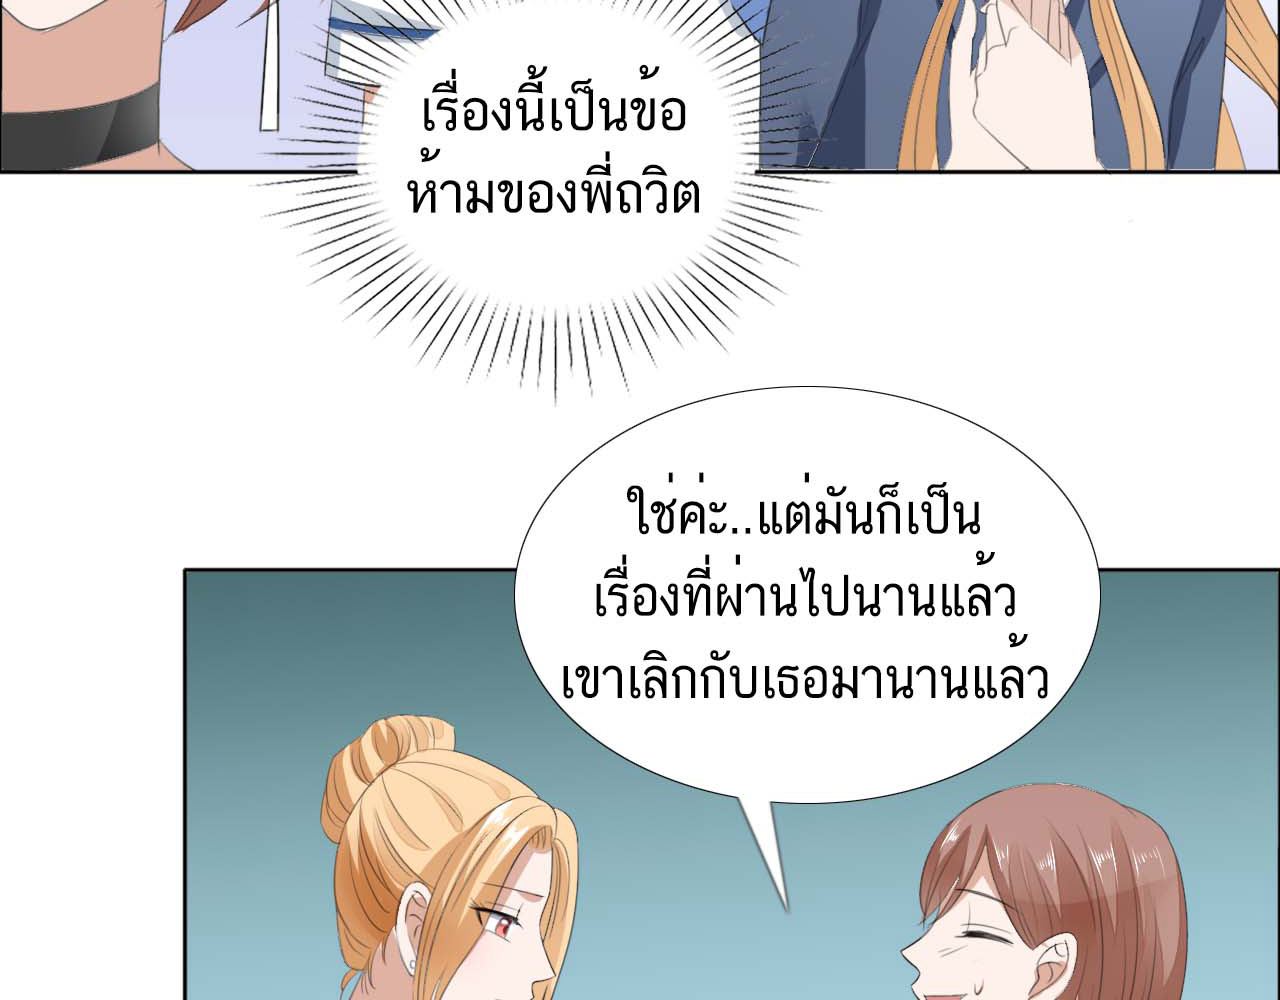 เรื่องนี้เป็นข้อ
ห้ามของพี่ถวิต
ใช่ค่ะ..แต่มันก็เป็น
เรื่องที่ผ่านไปนานแล้ว
เขาเลิกกับเธอมานานแล้ว